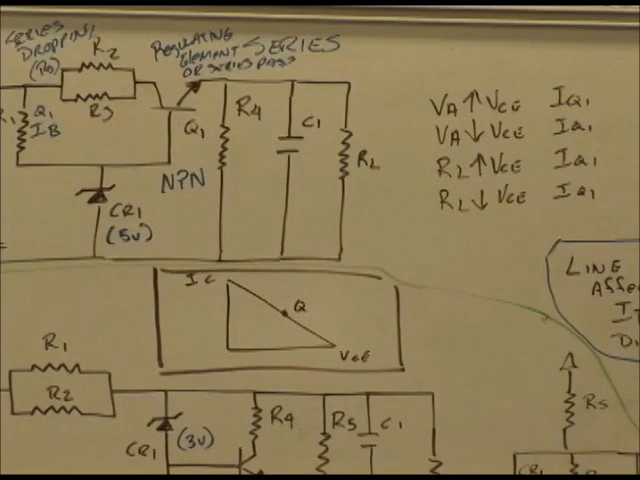 SERIES
DROPPING
(RS)
R2
REGULATING
ELEMENT
OR SERIES PASS
SERIES
R3
R1
Q1
IB
Q1
R4
C1
RL
NPN
CR1
(5V)
VA↑ VCE IQ1
VA↓ VCE IQ1
RL↑ VCE IQ1
RL↓ VCE IQ1
LINE
IC
Q
VCE
R1
R2
CR1
(3V)
R4
R5
C1
RS
CR1